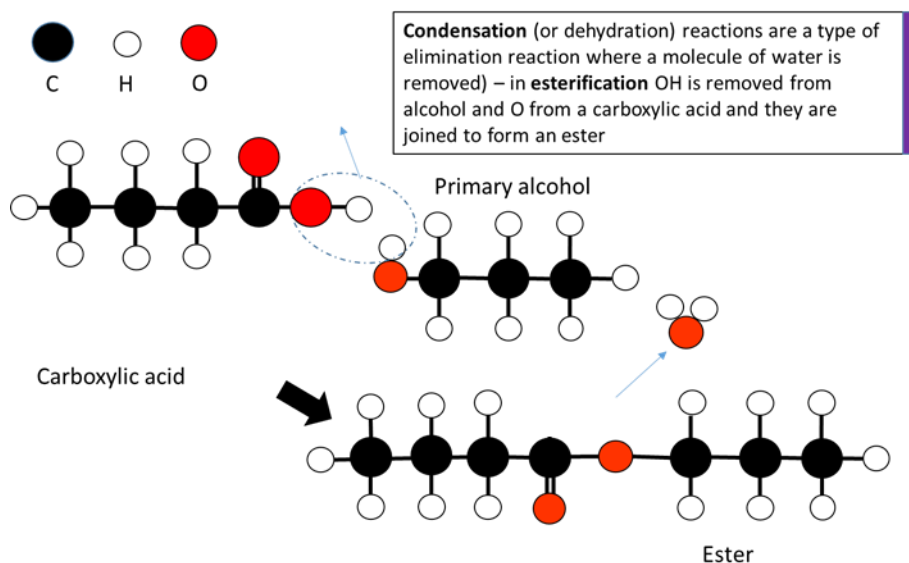 C H O
Condensation (or dehydration) reactions are a type of
elimination reaction where a molecule of water is
removed) – in esterification OH is removed from
alcohol and O from a carboxylic acid and they are
joined to form an ester
Primary alcohol
Carboxylic acid
Ester